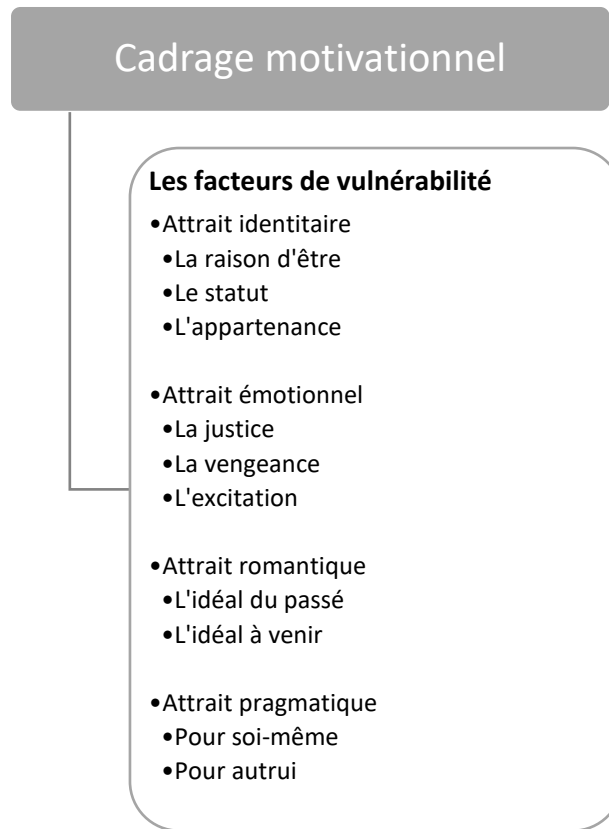 Cadrage motivationnel
Les facteurs de vulnérabilité
•Attrait identitaire
•La raison d'être
•Le statut
•L'appartenance
•Attrait émotionnel
•La justice
•La vengeance
•L'excitation
•Attrait romantique
•L'idéal du passé
•L'idéal à venir
•Attrait pragmatique
•Pour soi-même
•Pour autrui